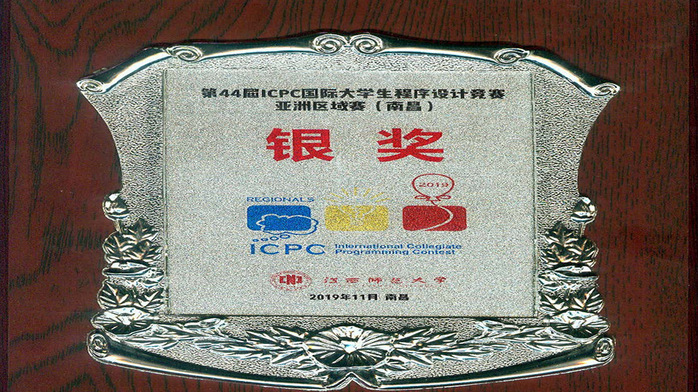 第44届ICPC国际大学生程序设计竞赛
亚洲区域赛（南昌）
银奖
2019
REGIONALS
ICPC
International Collegiate
Programming Contest
江西师范大学
2019年11月 南昌